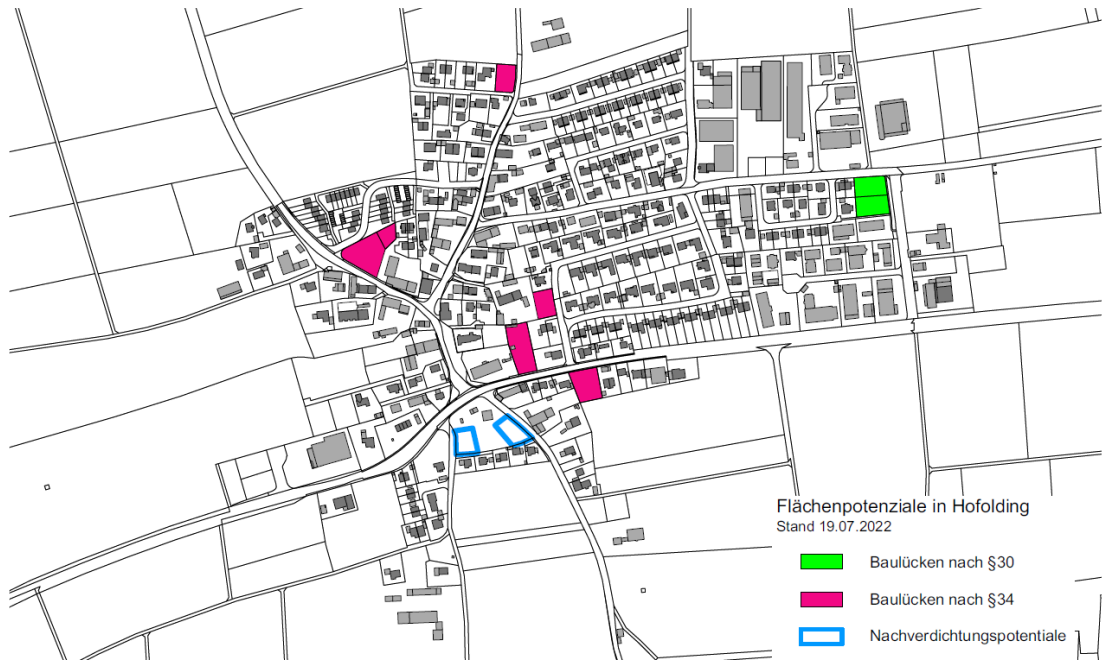 Flächenpotenziale in Hofolding
Stand 19.07.2022
Baulücken nach §30
Baulücken nach §34
Nachverdichtungspotentiale